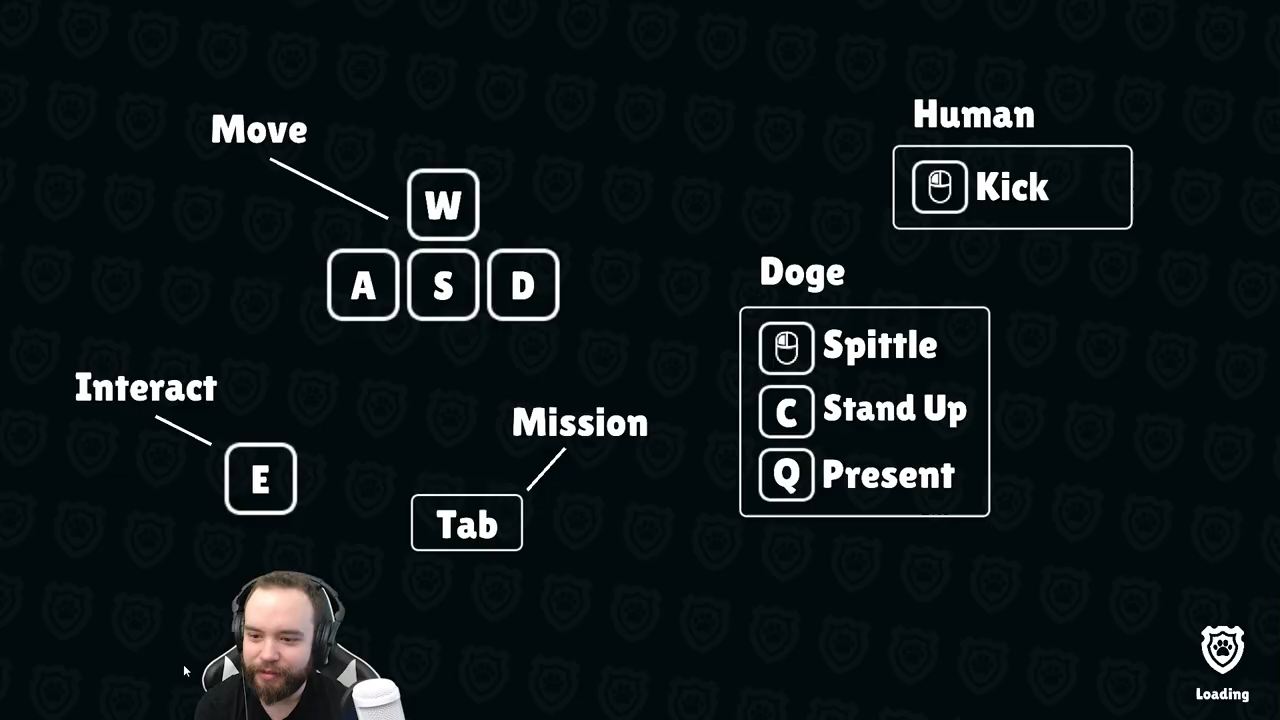 Move
W
A S D
Interact
E
Mission
Tab
Human
Kick
Doge
Spittle
C Stand Up
Q Present
Loading